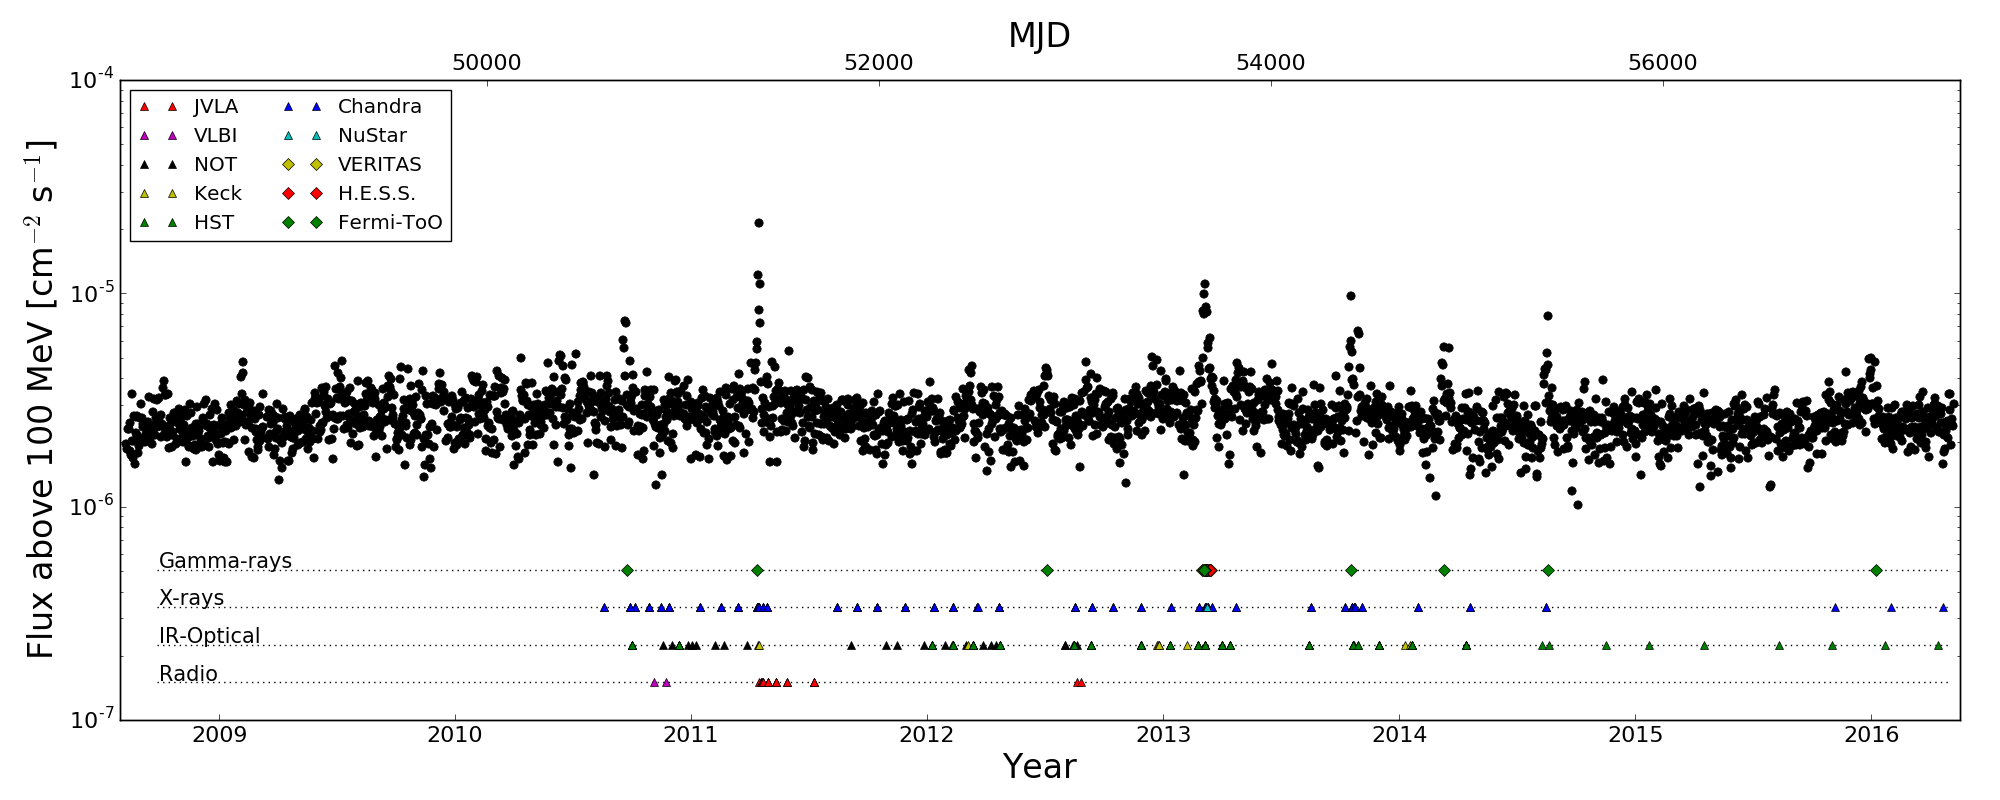 MJD
50000 52000 54000 56000
10^-4
JVLA Chandra
VLBI NuStar
NOT VERITAS
Keck H.E.S.S.
HST Fermi-ToO
Flux above 100 MeV [cm^-2 s^-1]
10^-5
10^-6
Gamma-rays
X-rays
IR-Optical
Radio
10^-7
2009 2010 2011 2012 2013 2014 2015 2016
Year